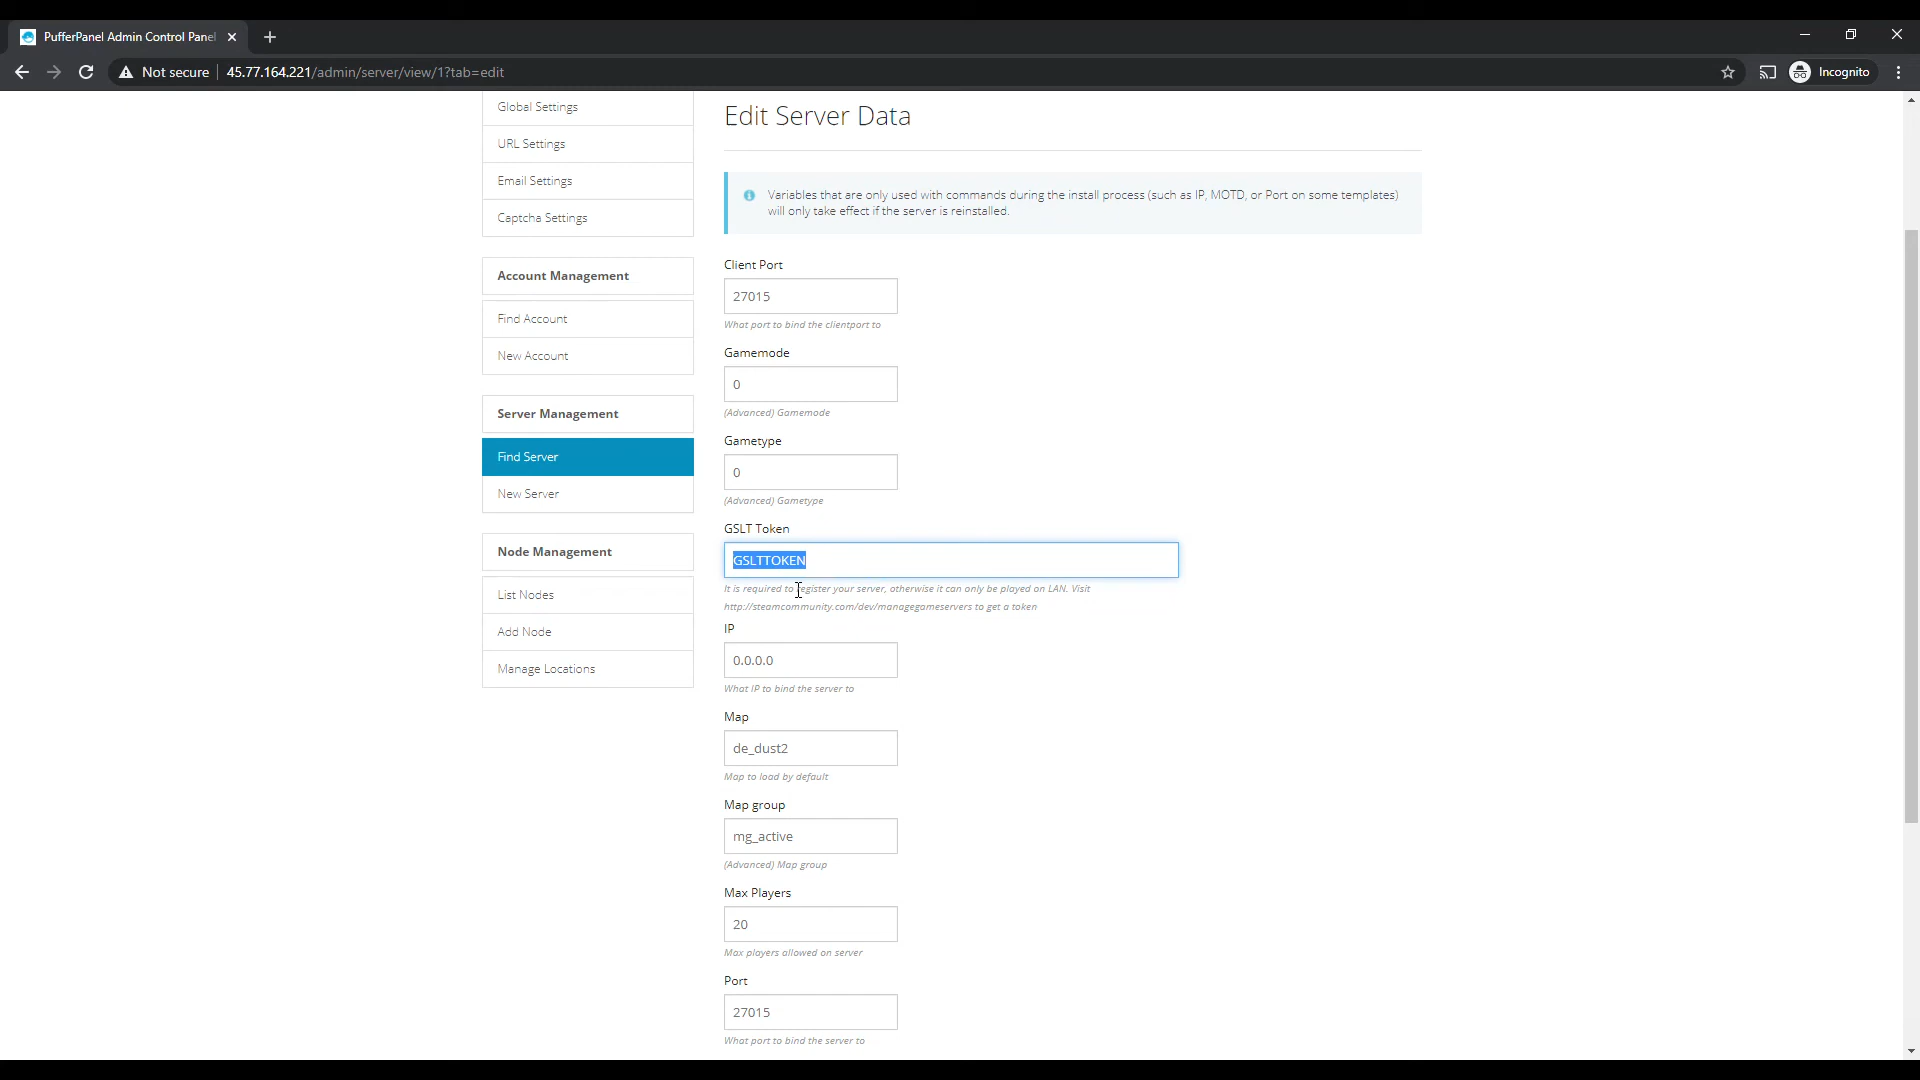 PufferPanel Admin Control Panel
Not secure
45.77.164.221/admin/server/view/1?tab=edit
Incognito
Global Settings
URL Settings
Email Settings
Captcha Settings
Account Management
Find Account
New Account
Server Management
Find Server
New Server
Node Management
List Nodes
Add Node
Manage Locations
Edit Server Data
Variables that are only used with commands during the install process (such as IP, MOTD, or Port on some templates)
will only take effect if the server is reinstalled.
Client Port
27015
What port to bind the clientport to
Gamemode
0
(Advanced) Gamemode
Gametype
0
(Advanced) Gametype
GSLT Token
GSLTTOKEN
It is required to register your server, otherwise it can only be played on LAN. Visit
http://steamcommunity.com/dev/managegameservers to get a token
IP
0.0.0.0
What IP to bind the server to
Map
de_dust2
Map to load by default
Map group
mg_active
(Advanced) Map group
Max Players
20
Max players allowed on server
Port
27015
What port to bind the server to